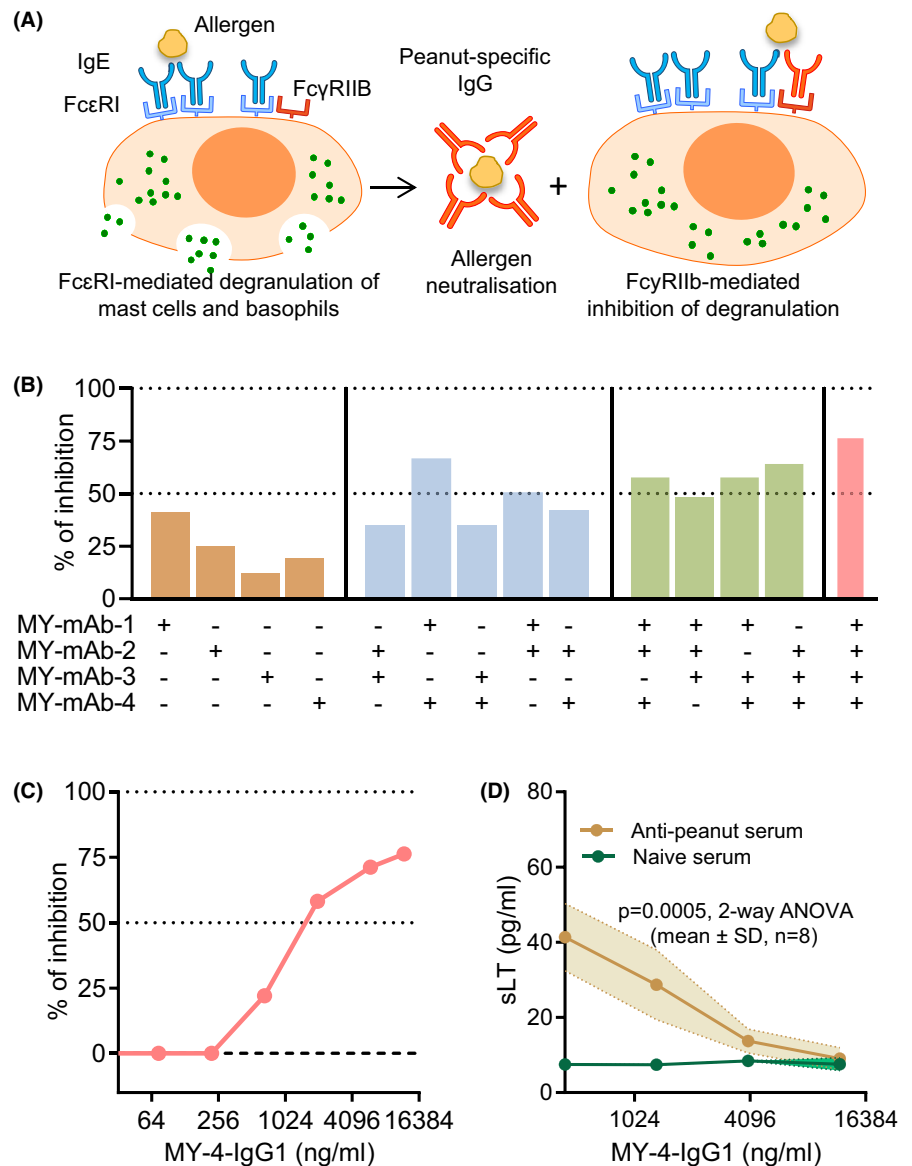 (A)
Allergen
IgE
FcεRI
FcγRIIB
Peanut-specific
IgG
Allergen
neutralisation
+
FcεRI-mediated degranulation of
mast cells and basophils
FcyRIIb-mediated
inhibition of degranulation
(B)
% of inhibition
100
75
50
25
0
MY-mAb-1 + - - - - + - + - + + + - +
MY-mAb-2 - + - - + - - + + + + - + +
MY-mAb-3 - - + - + - + - - - + + + +
MY-mAb-4 - - - + - + + - + + - + + +
(C)
% of inhibition
100
75
50
25
0
64 256 1024 4096 16384
MY-4-IgG1 (ng/ml)
(D)
sLT (pg/ml)
80
60
40
20
0
Anti-peanut serum
Naive serum
p=0.0005, 2-way ANOVA
(mean ± SD, n=8)
1024 4096 16384
MY-4-IgG1 (ng/ml)